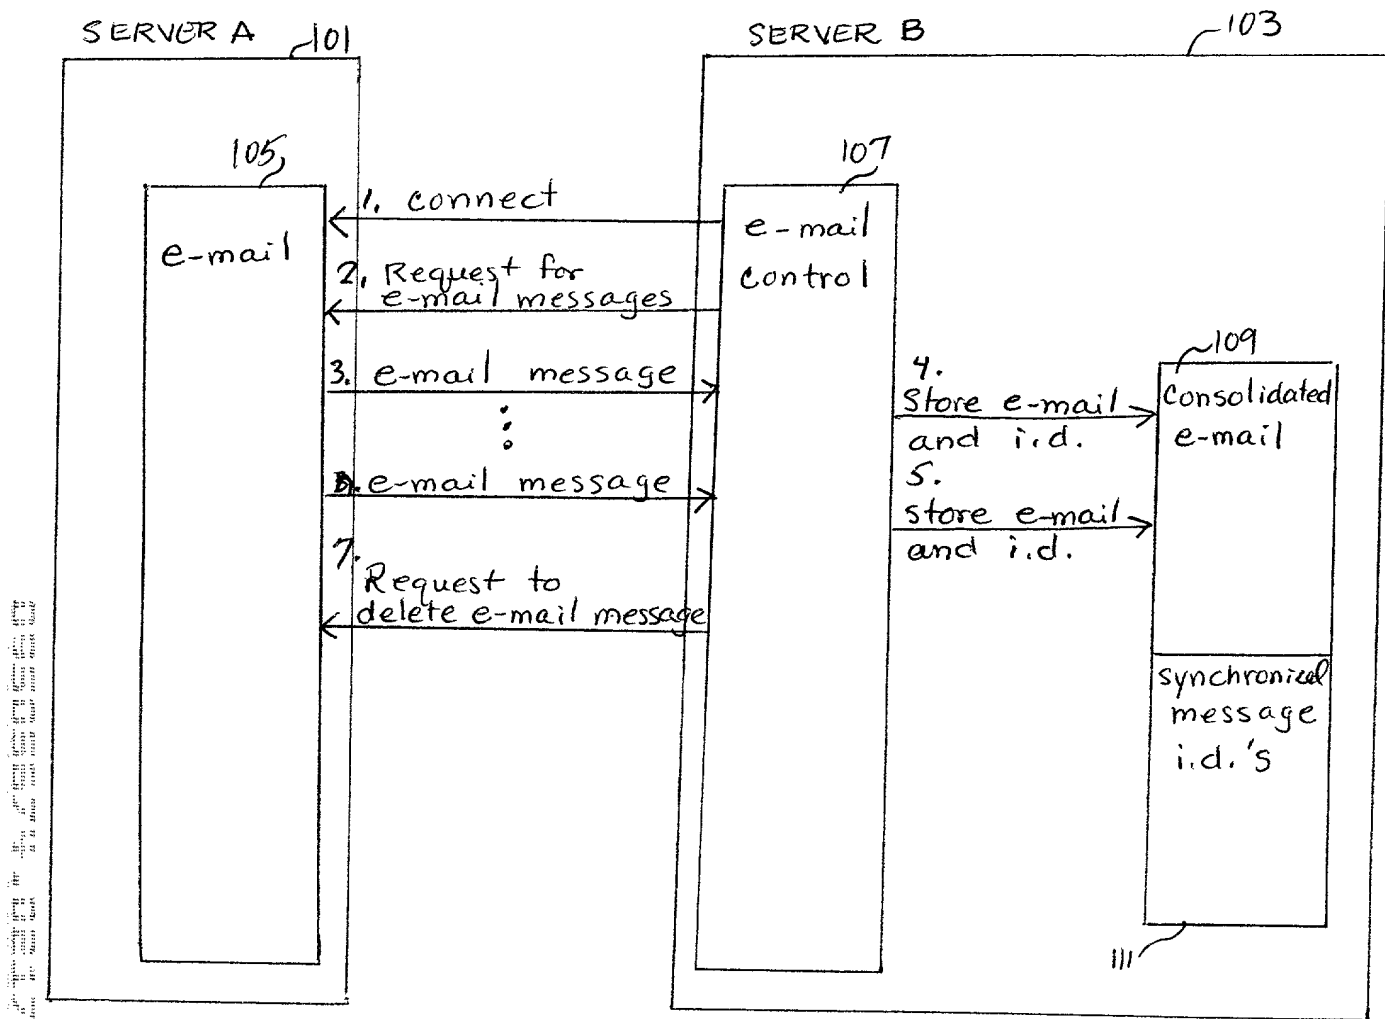 SERVER A
101
SERVER B
103
105
107
1. connect
e-mail
control
e-mail
2. Request for
e-mail messages
3. e-mail message
109
4.
Store e-mail
and i.d.
Consolidated
e-mail
e-mail message
5.
store e-mail
and i.d.
7.
Request to
delete e-mail message
synchronized
message
i.d.'s
111